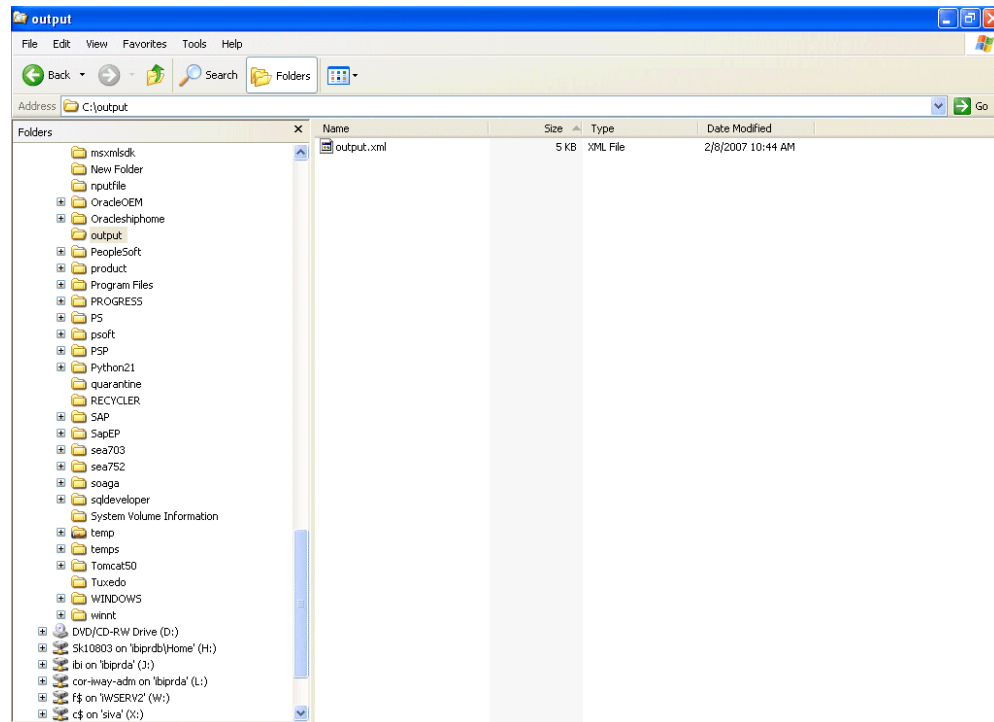 output
File Edit View Favorites Tools Help
Back Search Folders
Address C:\output Go
Folders
Name Size Type Date Modified
output.xml 5 KB XML File 2/8/2007 10:44 AM
msxmlsdk
New Folder
nputfile
OracleOEM
Oracleshiphome
output
PeopleSoft
product
Program Files
PROGRESS
PS
psoft
PSP
Python21
quarantine
RECYCLER
SAP
SapEP
sea703
sea752
soaga
sqldeveloper
System Volume Information
temp
temps
Tomcat50
Tuxedo
WINDOWS
winnt
DVD/CD-RW Drive (D:)
Sk10803 on 'ibiprdb\Home' (H:)
ibi on 'ibiprda' (J:)
cor-iway-adm on 'ibiprda' (L:)
f$ on 'iWSERV2' (W:)
c$ on 'siva' (X:)